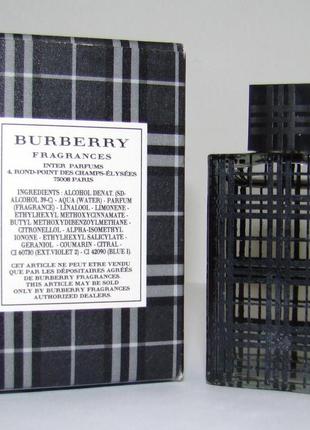 BURBERRY
FRAGRANCES
INTER PARFUMS
4, ROND-POINT DES CHAMPS-ÉLYSÉES
75008 PARIS
INGREDIENTS : ALCOHOL DENAT. (SD-
ALCOHOL 39-C) - AQUA (WATER) - PARFUM
(FRAGRANCE) - LINALOOL - LIMONENE -
ETHYLHEXYL METHOXYCINNAMATE -
BUTYL METHOXYDIBENZOYLMETHANE -
CITRONELLOL - ALPHA-ISOMETHYL
IONONE - ETHYLHEXYL SALICYLATE -
GERANIOL - COUMARIN - CITRAL -
CI 60730 (EXT.VIOLET 2) - CI 42090 (BLUE 1).
CET ARTICLE NE PEUT ETRE VENDU
QUE PAR LES DÉPOSITAIRES AGRÉÉS
DE BURBERRY FRAGRANCES.
THIS ARTICLE MAY BE SOLD
ONLY BY BURBERRY FRAGRANCES
AUTHORIZED DEALERS.